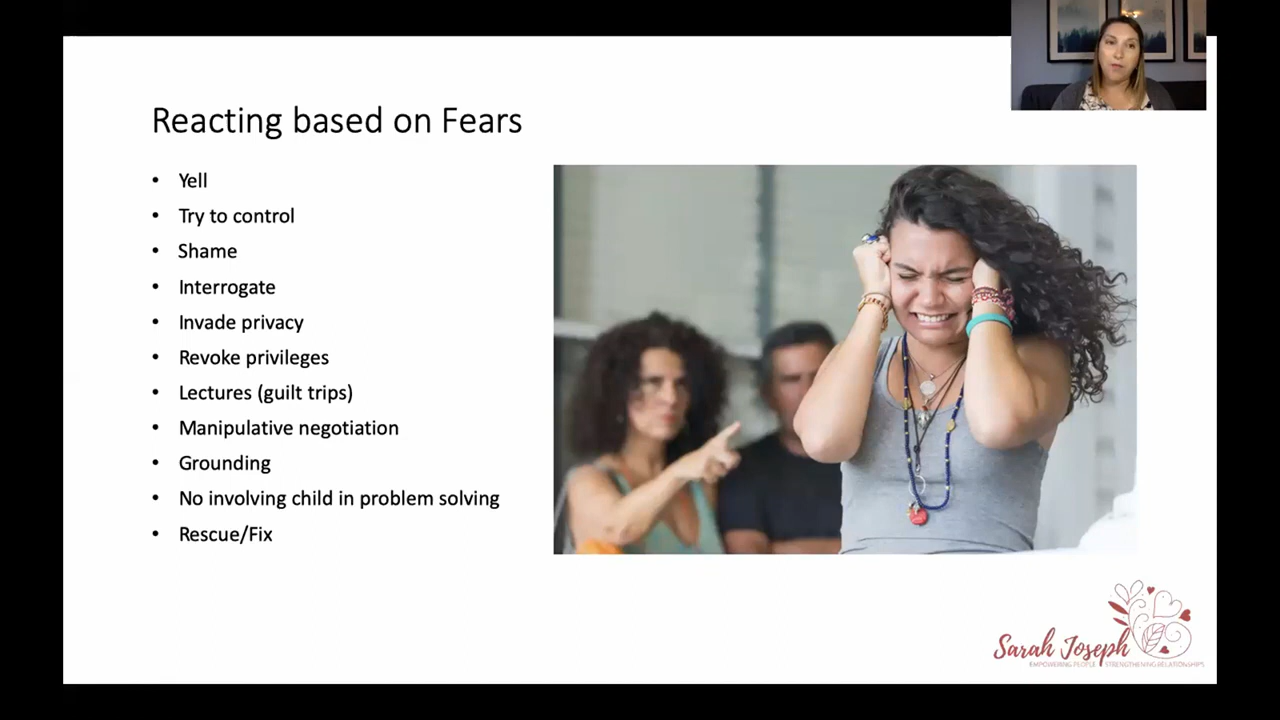 Reacting based on Fears
• Yell
• Try to control
• Shame
• Interrogate
• Invade privacy
• Revoke privileges
• Lectures (guilt trips)
• Manipulative negotiation
• Grounding
• No involving child in problem solving
• Rescue/Fix
Sarah Joseph
EMPOWERING PEOPLE STRENGTHENING RELATIONSHIPS